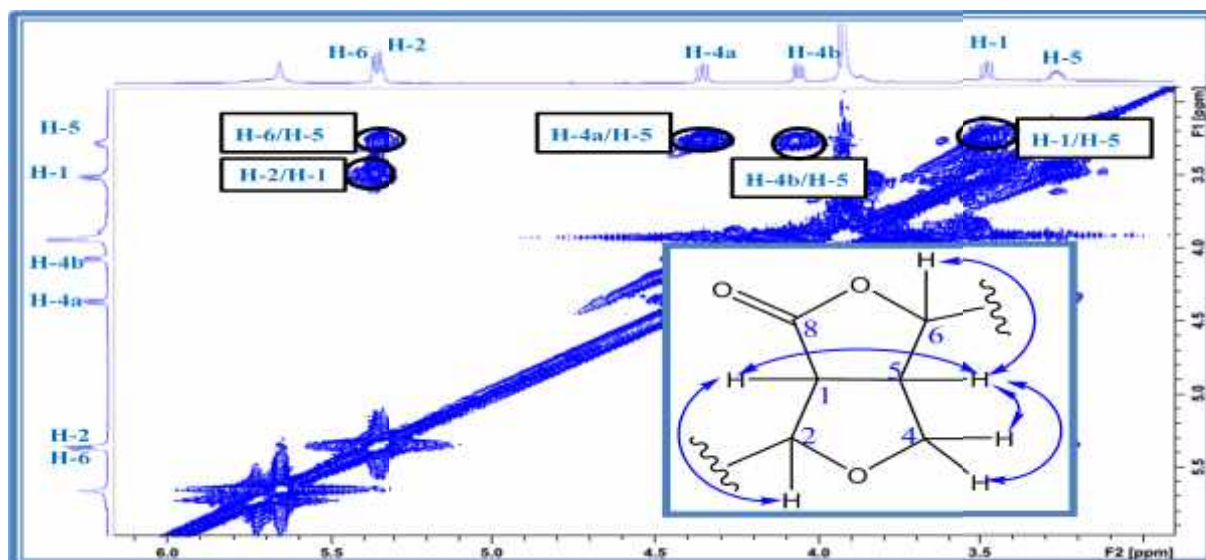 H-6 H-2 H-4a H-4b H-1 H-5
F1 [ppm]
H-5
H-1
H-4b
H-4a
H-2
H-6
H-6/H-5
H-2/H-1
H-4a/H-5
H-4b/H-5
H-1/H-5
3.5
4.0
4.5
5.0
5.5
H
O
O
8
6
H
5
H
1
2
4
H
O
H
H
6.0 5.5 5.0 4.5 4.0 3.5 F2 [ppm]